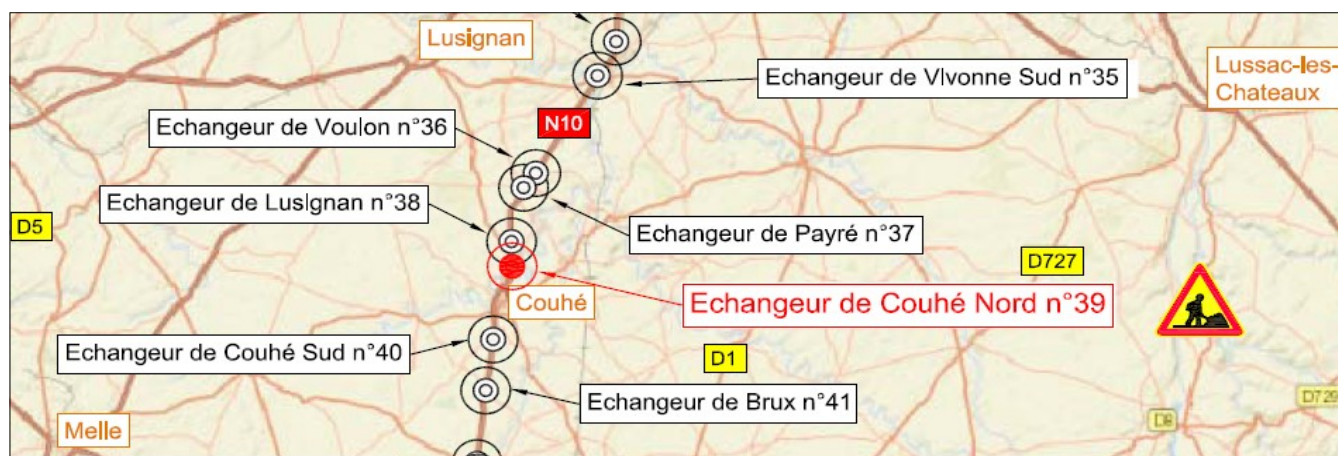 Lusignan
Echangeur de VIvonne Sud n°35
Lussac-les-
Chateaux
Echangeur de Voulon n°36
N10
Echangeur de LusIgnan n°38
D5
Echangeur de Payré n°37
D727
Couhé
Echangeur de Couhé Nord n°39
Echangeur de Couhé Sud n°40
D1
Echangeur de Brux n°41
D729
D8
Melle